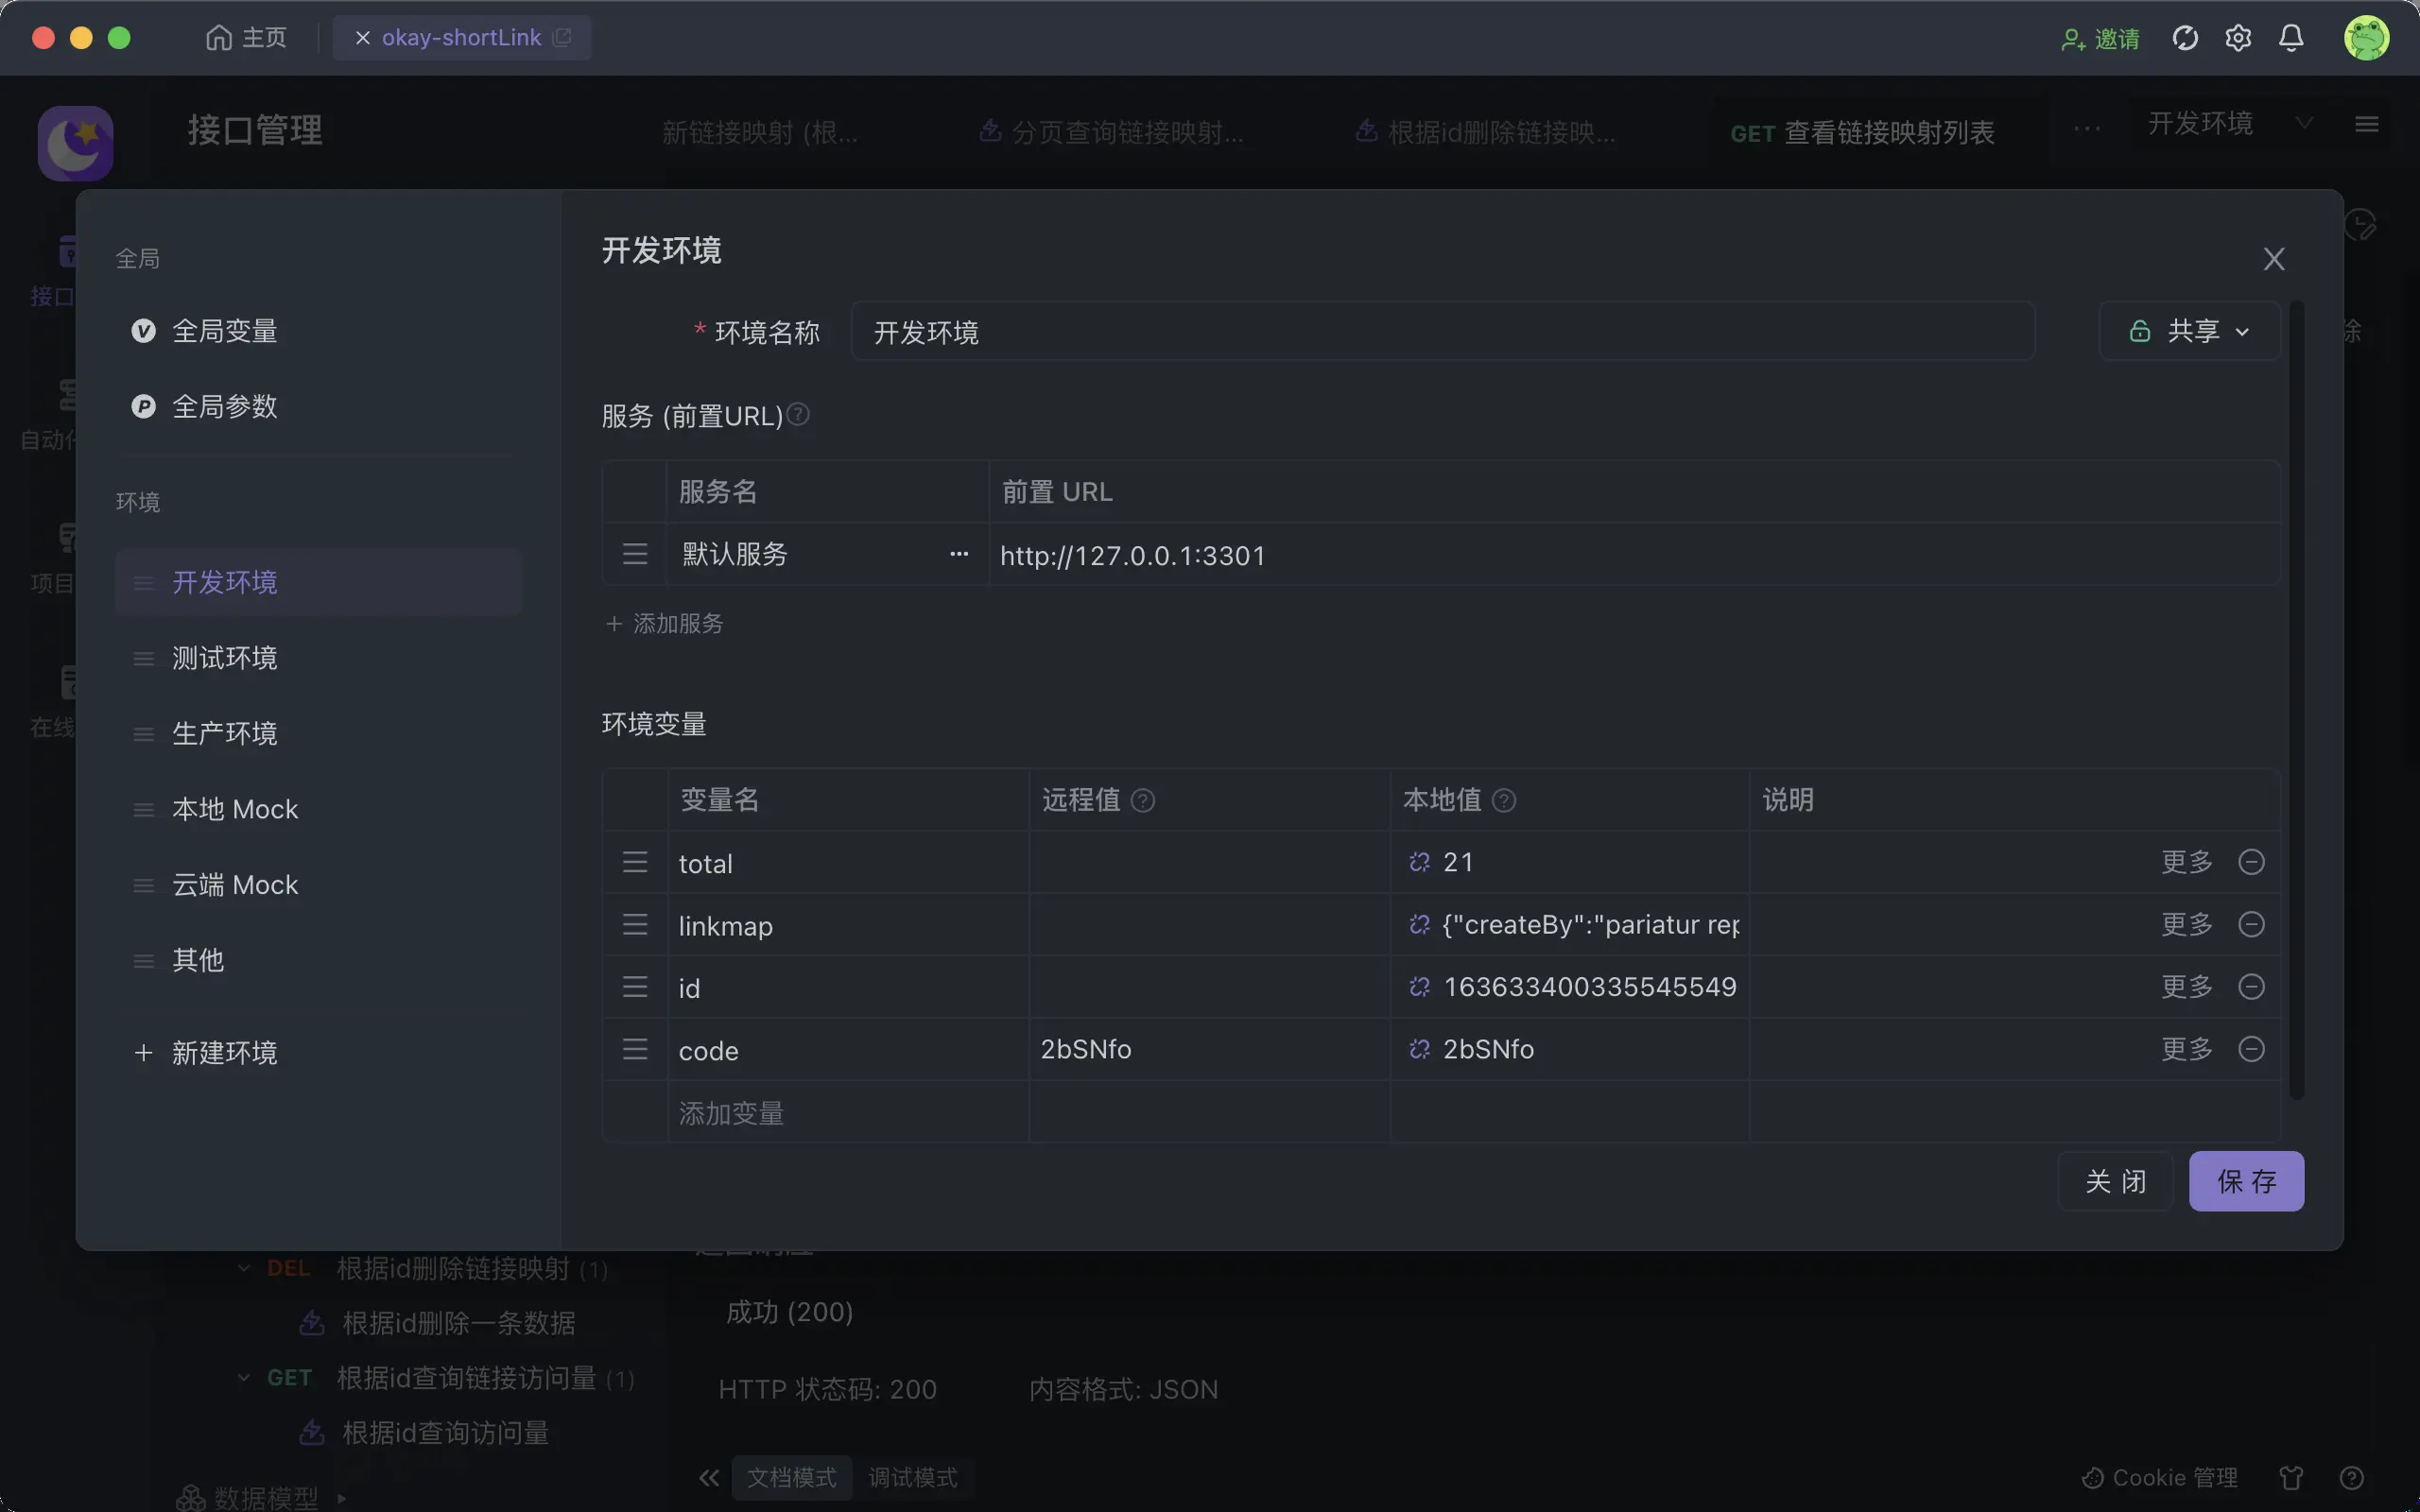 主页
okay-shortLink
邀请
接口管理
新链接映射 (根...
分页查询链接映射...
根据id删除链接映...
GET 查看链接映射列表
...
开发环境
接口
自动化
项目
在线
除
全局
V 全局变量
P 全局参数
环境
开发环境
测试环境
生产环境
本地 Mock
云端 Mock
其他
+ 新建环境
开发环境
* 环境名称
开发环境
共享
服务 (前置URL)
服务名
前置 URL
默认服务
...
http://127.0.0.1:3301
+ 添加服务
环境变量
变量名
远程值
本地值
说明
total
21
更多
linkmap
{"createBy":"pariatur rep
更多
id
163633400335545549
更多
code
2bSNfo
2bSNfo
更多
添加变量
关 闭
保 存
DEL 根据id删除链接映射 (1)
根据id删除一条数据
GET 根据id查询链接访问量 (1)
根据id查询访问量
数据模型
成功 (200)
HTTP 状态码: 200
内容格式: JSON
文档模式
调试模式
Cookie 管理